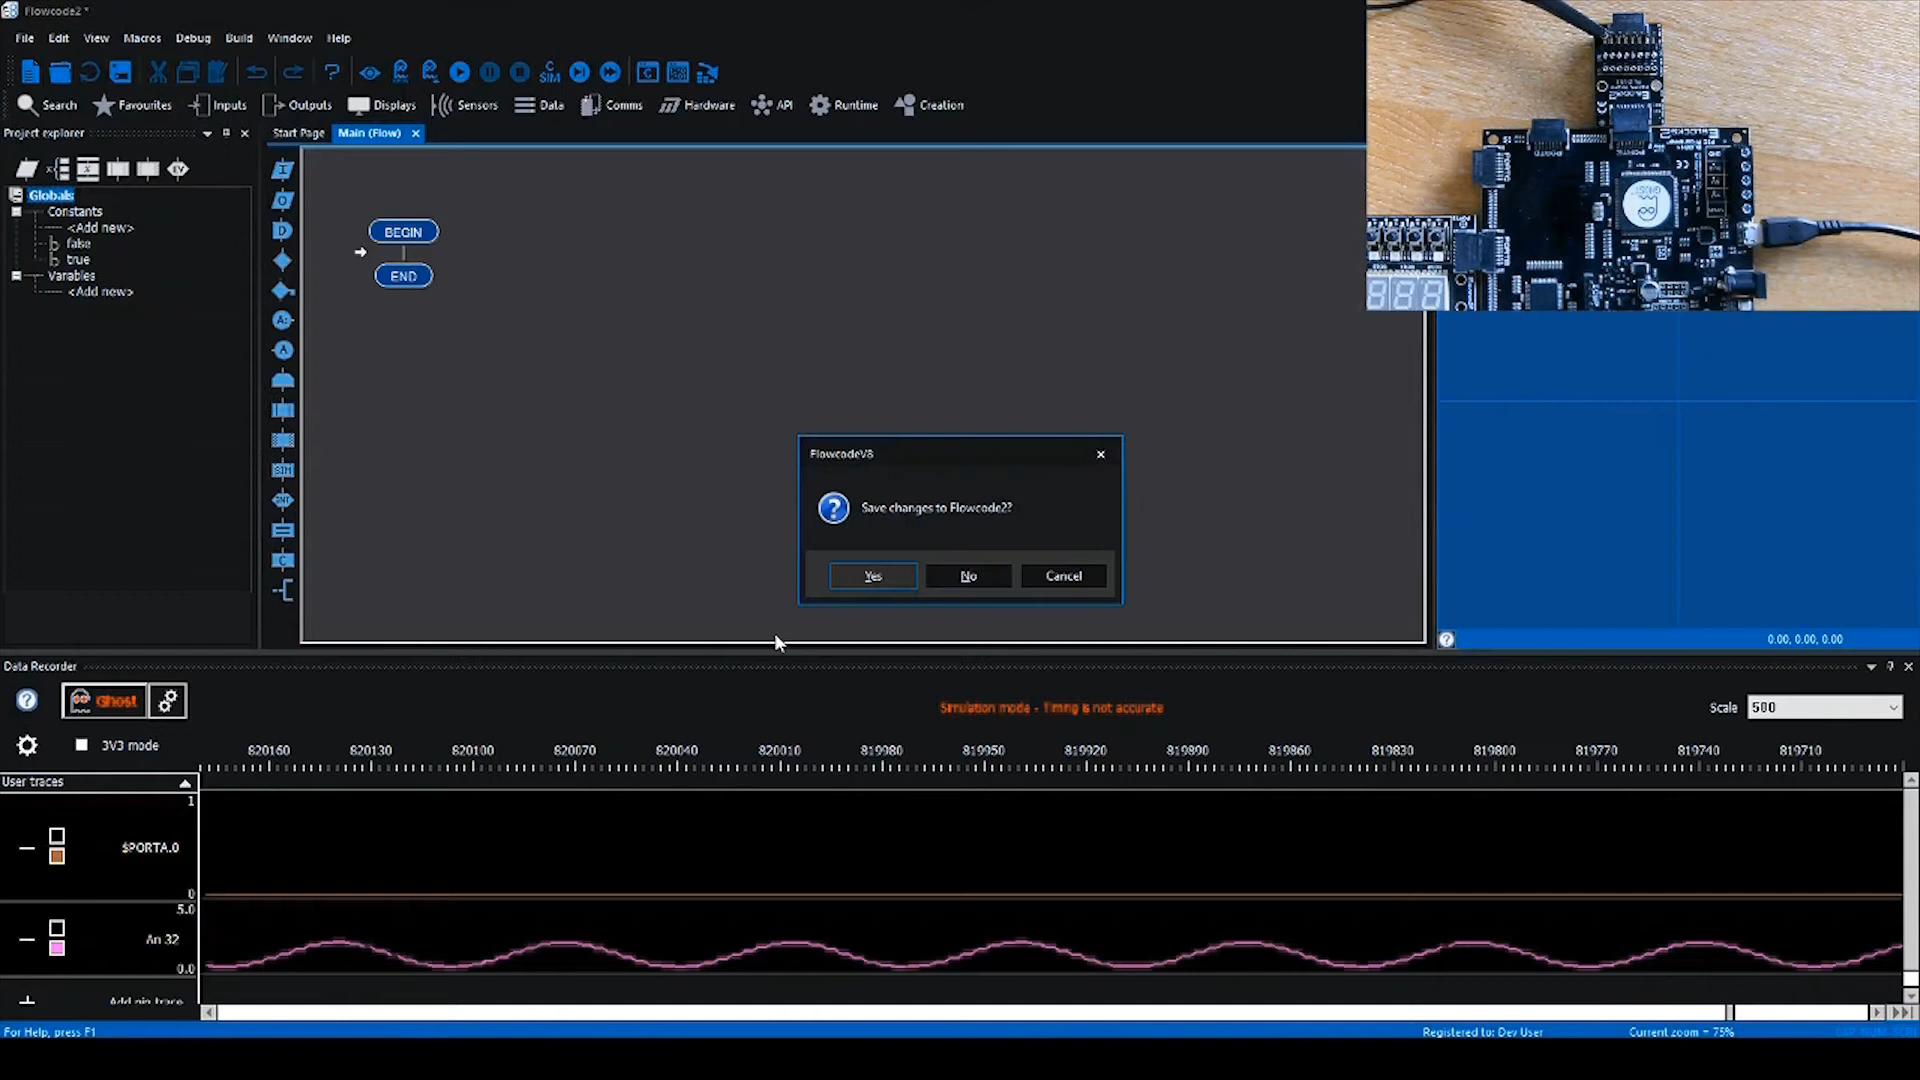 Flowcode2 *
File Edit View Macros Debug Build Window Help
Search Favourites Inputs Outputs Displays Sensors Data Comms Hardware API Runtime Creation
Project explorer
Start Page Main (Flow)
Globals
Constants
<Add new>
false
true
Variables
<Add new>
BEGIN
END
FlowcodeV8
Save changes to Flowcode2?
Yes No Cancel
0.00, 0.00, 0.00
Data Recorder
Ghost
Simulation mode - Timing is not accurate
Scale 500
3V3 mode
820160 820130 820100 820070 820040 820010 819980 819950 819920 819890 819860 819830 819800 819770 819740 819710
User traces
1
$PORTA.0
0
5.0
An 32
0.0
Add pin trace
For Help, press F1
Registered to: Dev User
Current zoom = 75%
CAP NUM SCRL